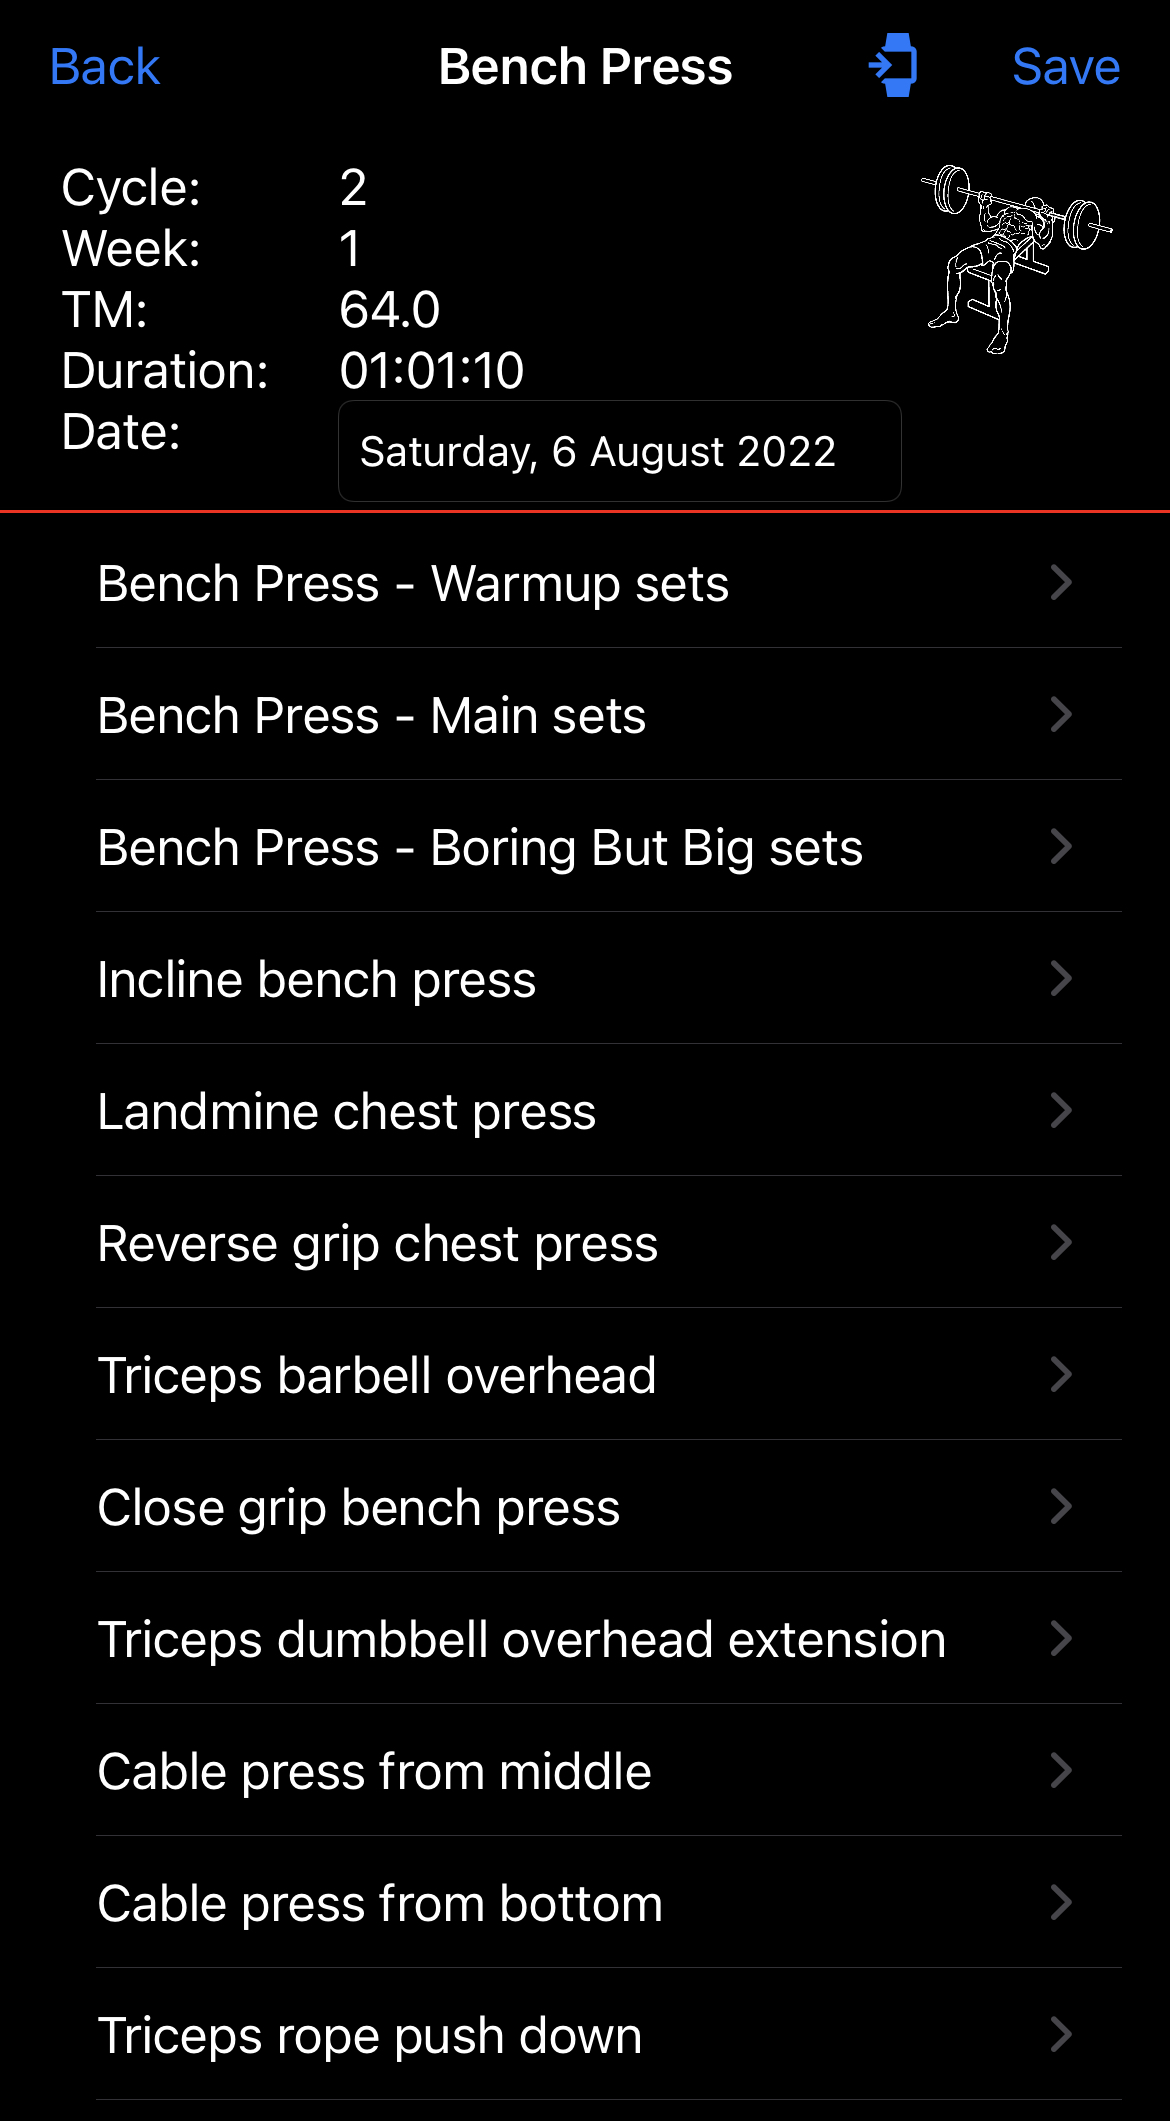 Back Bench Press Save
Cycle: 2
Week: 1
TM: 64.0
Duration: 01:01:10
Date: Saturday, 6 August 2022
Bench Press - Warmup sets
Bench Press - Main sets
Bench Press - Boring But Big sets
Incline bench press
Landmine chest press
Reverse grip chest press
Triceps barbell overhead
Close grip bench press
Triceps dumbbell overhead extension
Cable press from middle
Cable press from bottom
Triceps rope push down